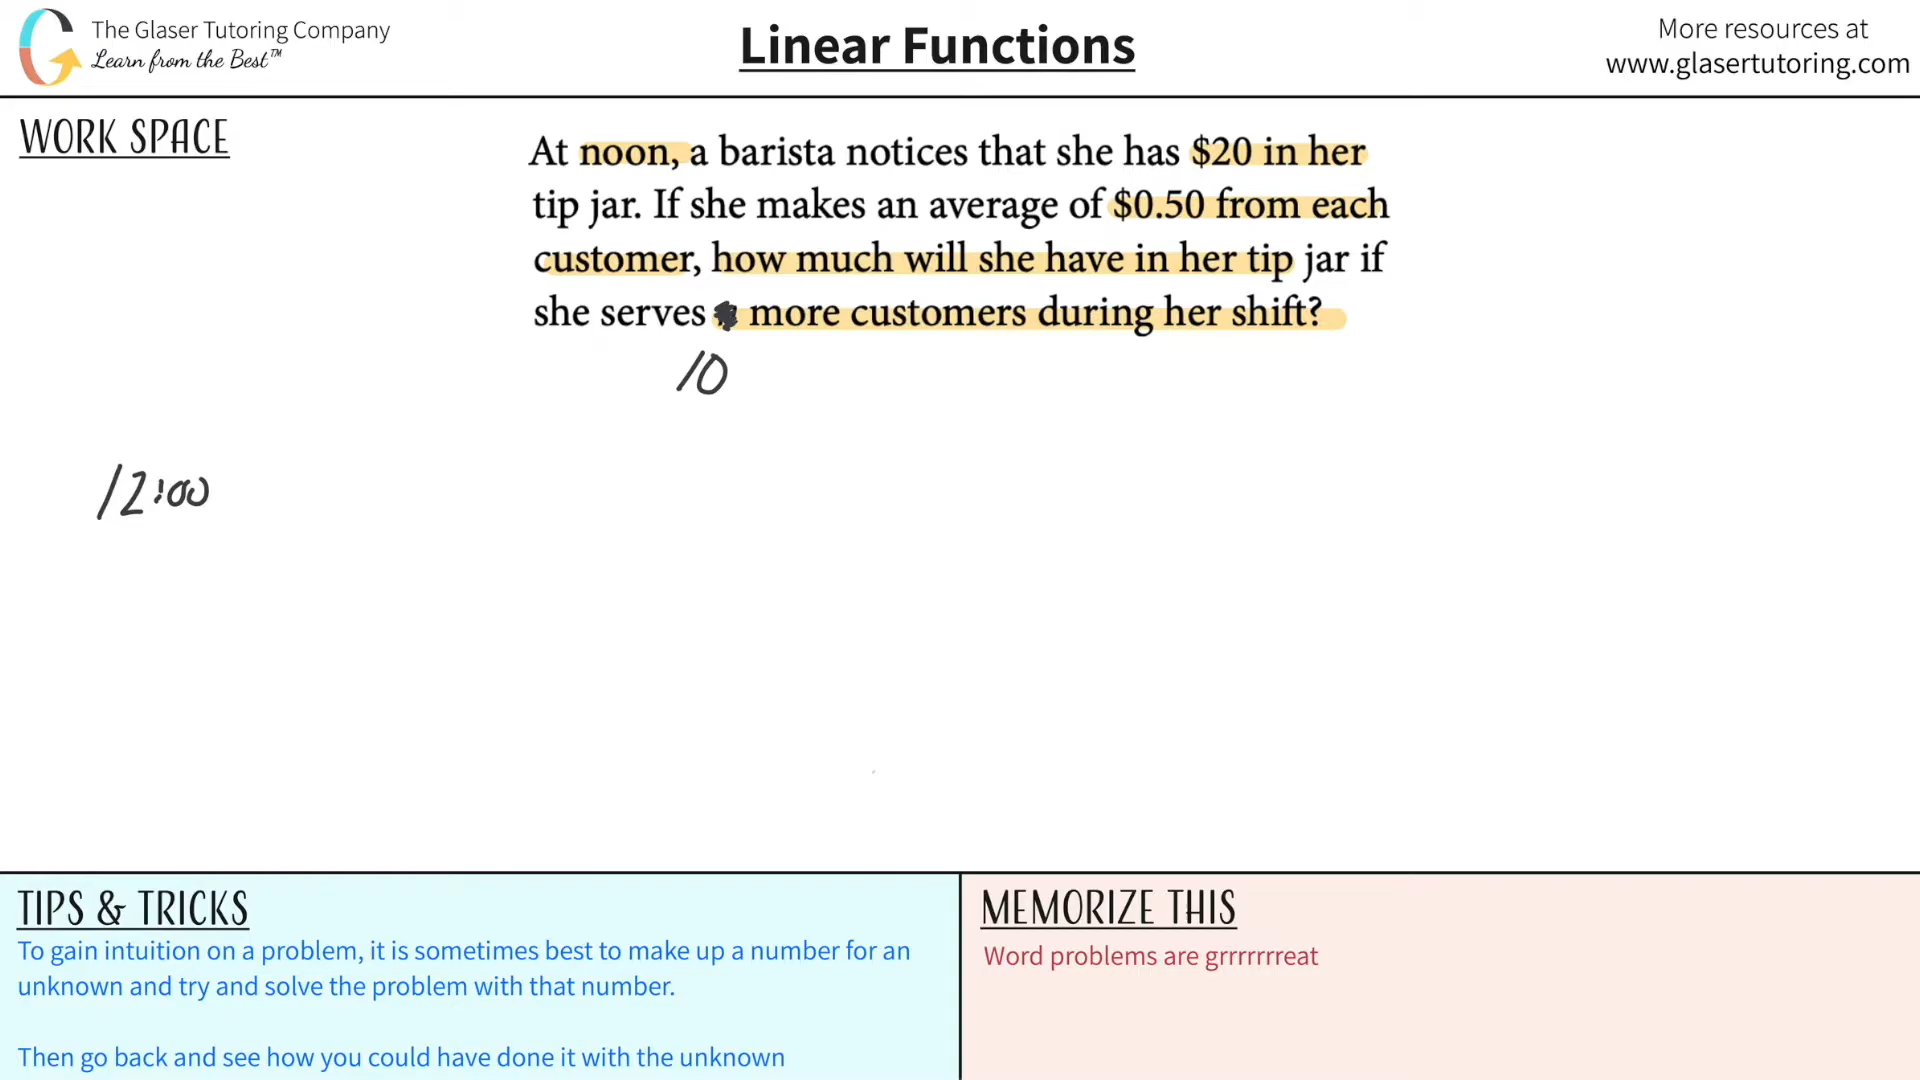 The Glaser Tutoring Company
Learn from the Best™
Linear Functions
More resources at
www.glasertutoring.com
WORK SPACE
At noon, a barista notices that she has $20 in her
tip jar. If she makes an average of $0.50 from each
customer, how much will she have in her tip jar if
she serves more customers during her shift?
10
12:00
TIPS & TRICKS
To gain intuition on a problem, it is sometimes best to make up a number for an
unknown and try and solve the problem with that number.
Then go back and see how you could have done it with the unknown
MEMORIZE THIS
Word problems are grrrrrrreat